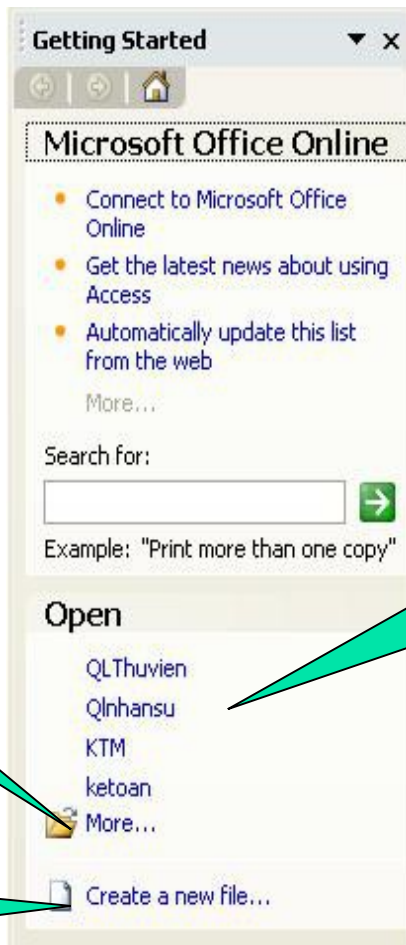 Getting Started
Microsoft Office Online
Connect to Microsoft Office
Online
Get the latest news about using
Access
Automatically update this list
from the web
More...
Search for:
Example: "Print more than one copy"
Open
QLThuvien
Qlnhansu
KTM
ketoan
More...
Create a new file...